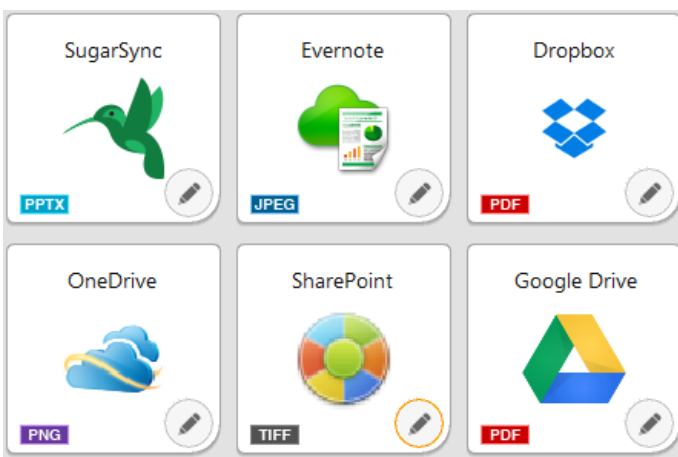 SugarSync
PPTX
Evernote
JPEG
Dropbox
PDF
OneDrive
PNG
SharePoint
TIFF
Google Drive
PDF